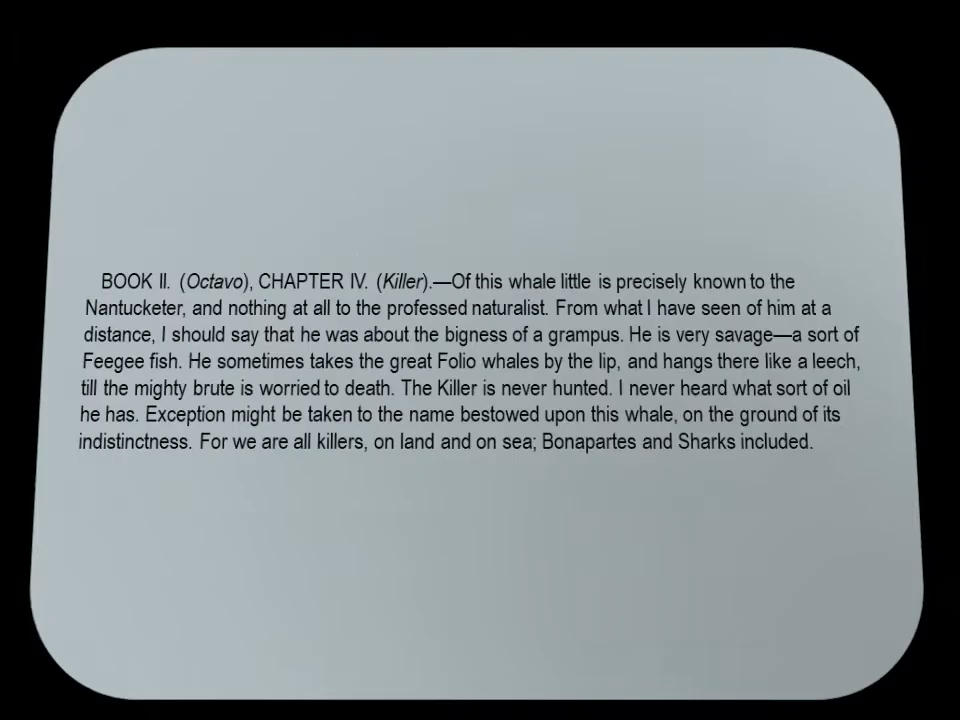 BOOK II. (Octavo), CHAPTER IV. (Killer).—Of this whale little is precisely known to the
Nantucketer, and nothing at all to the professed naturalist. From what I have seen of him at a
distance, I should say that he was about the bigness of a grampus. He is very savage—a sort of
Feegee fish. He sometimes takes the great Folio whales by the lip, and hangs there like a leech,
till the mighty brute is worried to death. The Killer is never hunted. I never heard what sort of oil
he has. Exception might be taken to the name bestowed upon this whale, on the ground of its
indistinctness. For we are all killers, on land and on sea; Bonapartes and Sharks included.